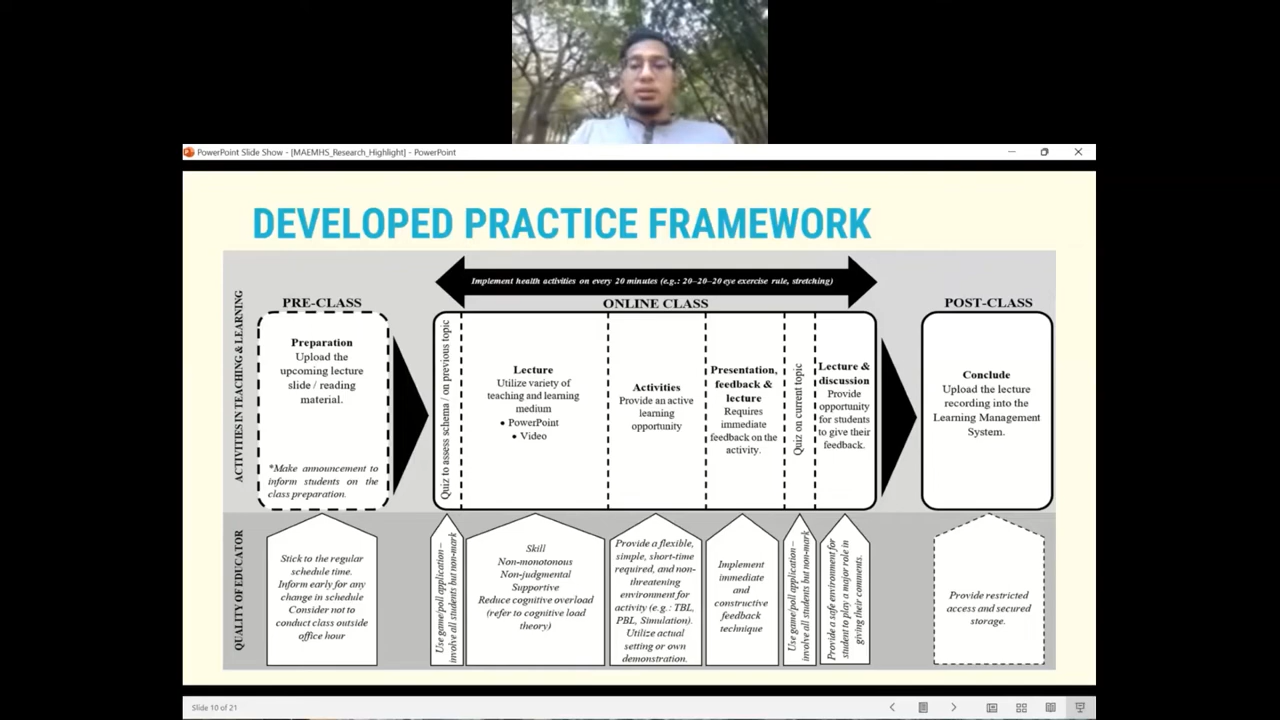 PowerPoint Slide Show - [MAEMHS_Research_Highlight] - PowerPoint
DEVELOPED PRACTICE FRAMEWORK
Implement health activities on every 20 minutes (e.g.: 20–20–20 eye exercise rule, stretching)
PRE-CLASS
ONLINE CLASS
POST-CLASS
ACTIVITIES IN TEACHING & LEARNING
Preparation
Upload the
upcoming lecture
slide / reading
material.
*Make announcement to
inform students on the
class preparation.
Quiz to assess schema / on previous topic
Lecture
Utilize variety of
teaching and learning
medium
• PowerPoint
• Video
Activities
Provide an active
learning
opportunity
Presentation,
feedback &
lecture
Requires
immediate
feedback on the
activity.
Quiz on current topic
Lecture &
discussion
Provide
opportunity
for students
to give their
feedback.
Conclude
Upload the lecture
recording into the
Learning Management
System.
QUALITY OF EDUCATOR
Stick to the regular
schedule time.
Inform early for any
change in schedule
Consider not to
conduct class outside
office hour
Use game/poll application –
involve all students but non-mark
Skill
Non-monotonous
Non-judgmental
Supportive
Reduce cognitive overload
(refer to cognitive load
theory)
Provide a flexible,
simple, short-time
required, and non-
threatening
environment for
activity (e.g.: TBL,
PBL, Simulation).
Utilize actual
setting or own
demonstration.
Implement
immediate
and
constructive
feedback
technique
Use game/poll application –
involve all students but non-mark
Provide a safe environment for
student to play a major role in
giving their comments.
Provide restricted
access and secured
storage.
Slide 10 of 21